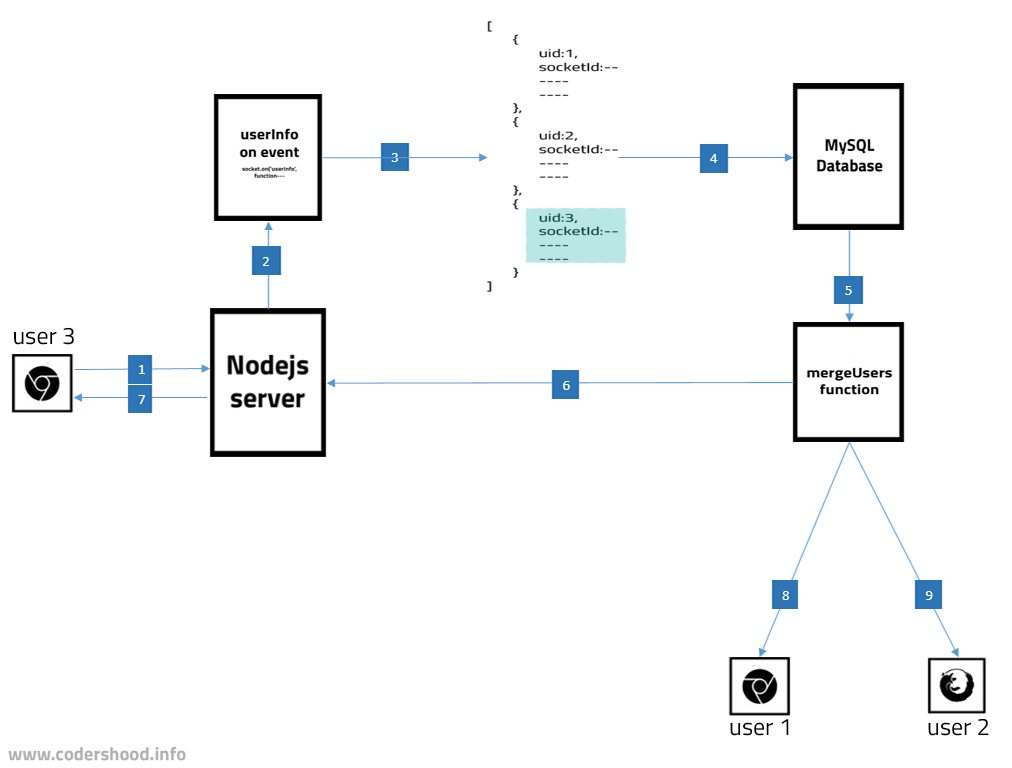 [
{
uid:1,
socketId:--
----
----
},
{
uid:2,
socketId:--
----
----
},
{
uid:3,
socketId:--
----
----
}
]
userInfo
on event
socket.on('userInfo',
function---
3
4
MySQL
Database
2
5
user 3
1
7
Nodejs
server
6
mergeUsers
function
8
9
user 1
user 2
www.codershood.info